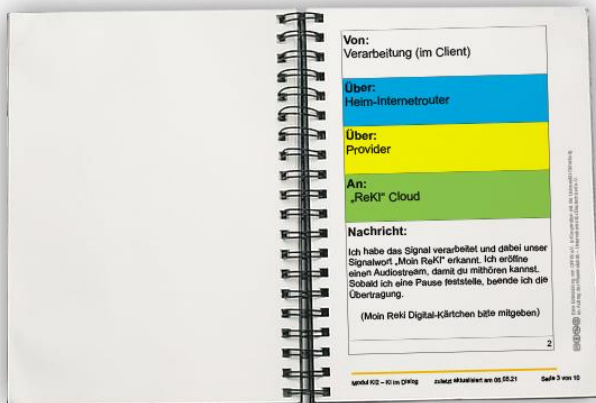 Von:
Verarbeitung (im Client)
Über:
Heim-Internetrouter
Über:
Provider
An:
„ReKI“ Cloud
Nachricht:
Ich habe das Signal verarbeitet und dabei unser
Signalwort „Moin ReKI“ erkannt. Ich eröffne
einen Audiostream, damit du mithören kannst.
Sobald ich eine Pause feststelle, beende ich die
Übertragung.
(Moin Reki Digital-Kärtchen bitte mitgeben)
2
Modul KI2 – KI im Dialog zuletzt aktualisiert am 06.08.21 Seite 3 von 10